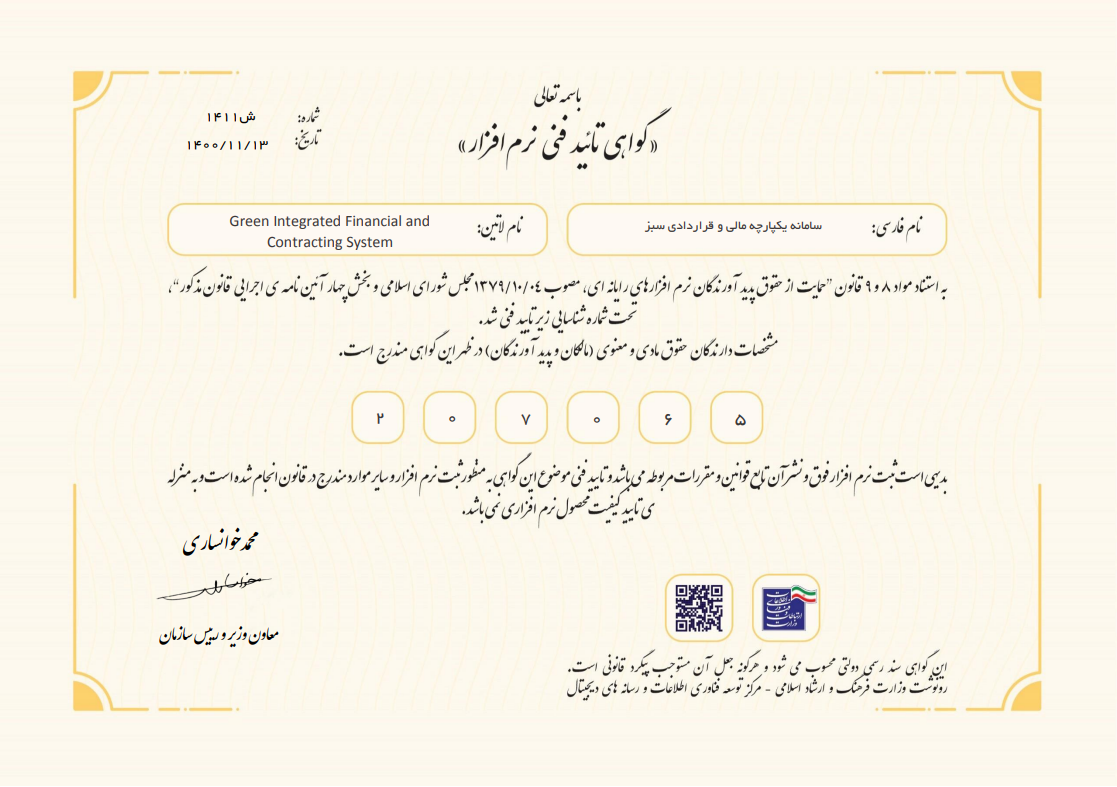 باسمه تعالی
«گواهی تائید فنی نرم افزار»
شماره: ش۱۴۱۱
تاریخ: ۱۴۰۰/۱۱/۱۳
نام فارسی: سامانه یکپارچه مالی و قراردادی سبز
نام لاتین: Green Integrated Financial and
Contracting System
به استناد مواد ۸ و ۹ قانون "حمایت از حقوق پدید آورندگان نرم افزارهای رایانه ای، مصوب ۱۳۷۹/۱۰/۰٤ مجلس شورای اسلامی و بخش چهار آئین نامه ی اجرایی قانون مذکور"،
تحت شماره شناسایی زیر تایید فنی شد.
مشخصات دارندگان حقوق مادی و معنوی (مالکان و پدید آورندگان) در ظهر این گواهی مندرج است.
۲ ۰ ۷ ۰ ۶ ۵
بدیهی است ثبت نرم افزار فوق و نشر آن تابع قوانین و مقررات مربوطه می باشد و تایید فنی موضوع این گواهی به منظور ثبت نرم افزار و سایر موارد مندرج در قانون انجام شده است و به منزله
ی تایید کیفیت محصول نرم افزاری نمی باشد.
محمد خوانساری
معاون وزیر و رییس سازمان
وزارت ارتباطات و فناوری اطلاعات
این گواهی سند رسمی دولتی محسوب می شود و هرگونه جعل آن مستوجب پیگرد قانونی است.
رونوشت وزارت فرهنگ و ارشاد اسلامی - مرکز توسعه فناوری اطلاعات و رسانه های دیجیتال